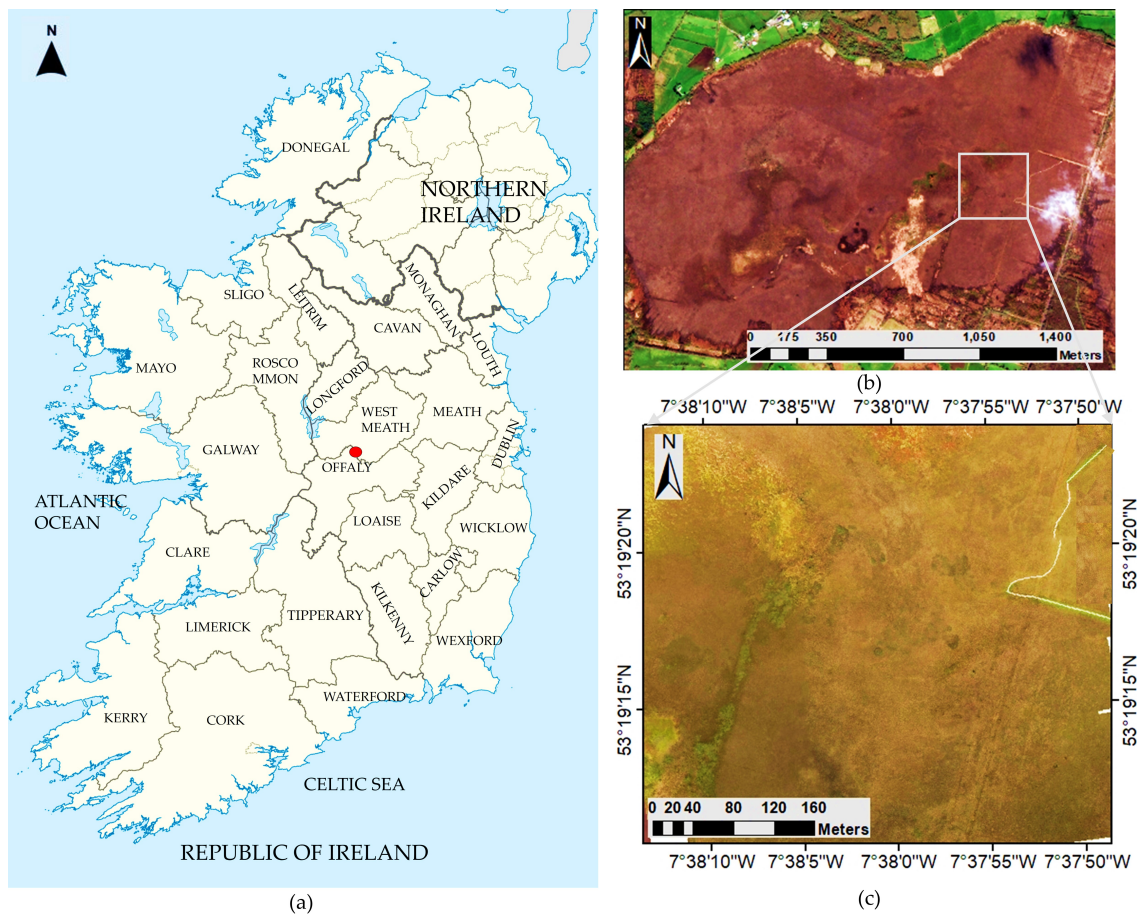 N
DONEGAL
NORTHERN
IRELAND
SLIGO
LEITRIM
MONAGHAN
CAVAN
LOUTH
MAYO
ROSCO
MMON
LONGFORD
WEST
MEATH
MEATH
GALWAY
DUBLIN
OFFALY
KILDARE
ATLANTIC
OCEAN
LOAISE
WICKLOW
CLARE
CARLOW
KILKENNY
TIPPERARY
LIMERICK
WEXFORD
WATERFORD
KERRY
CORK
CELTIC SEA
REPUBLIC OF IRELAND
(a)
N
0 175 350 700 1,050 1,400
Meters
(b)
7°38'10"W 7°38'5"W 7°38'0"W 7°37'55"W 7°37'50"W
N
53°19'20"N
53°19'20"N
53°19'15"N
53°19'15"N
0 20 40 80 120 160
Meters
7°38'10"W 7°38'5"W 7°38'0"W 7°37'55"W 7°37'50"W
(c)